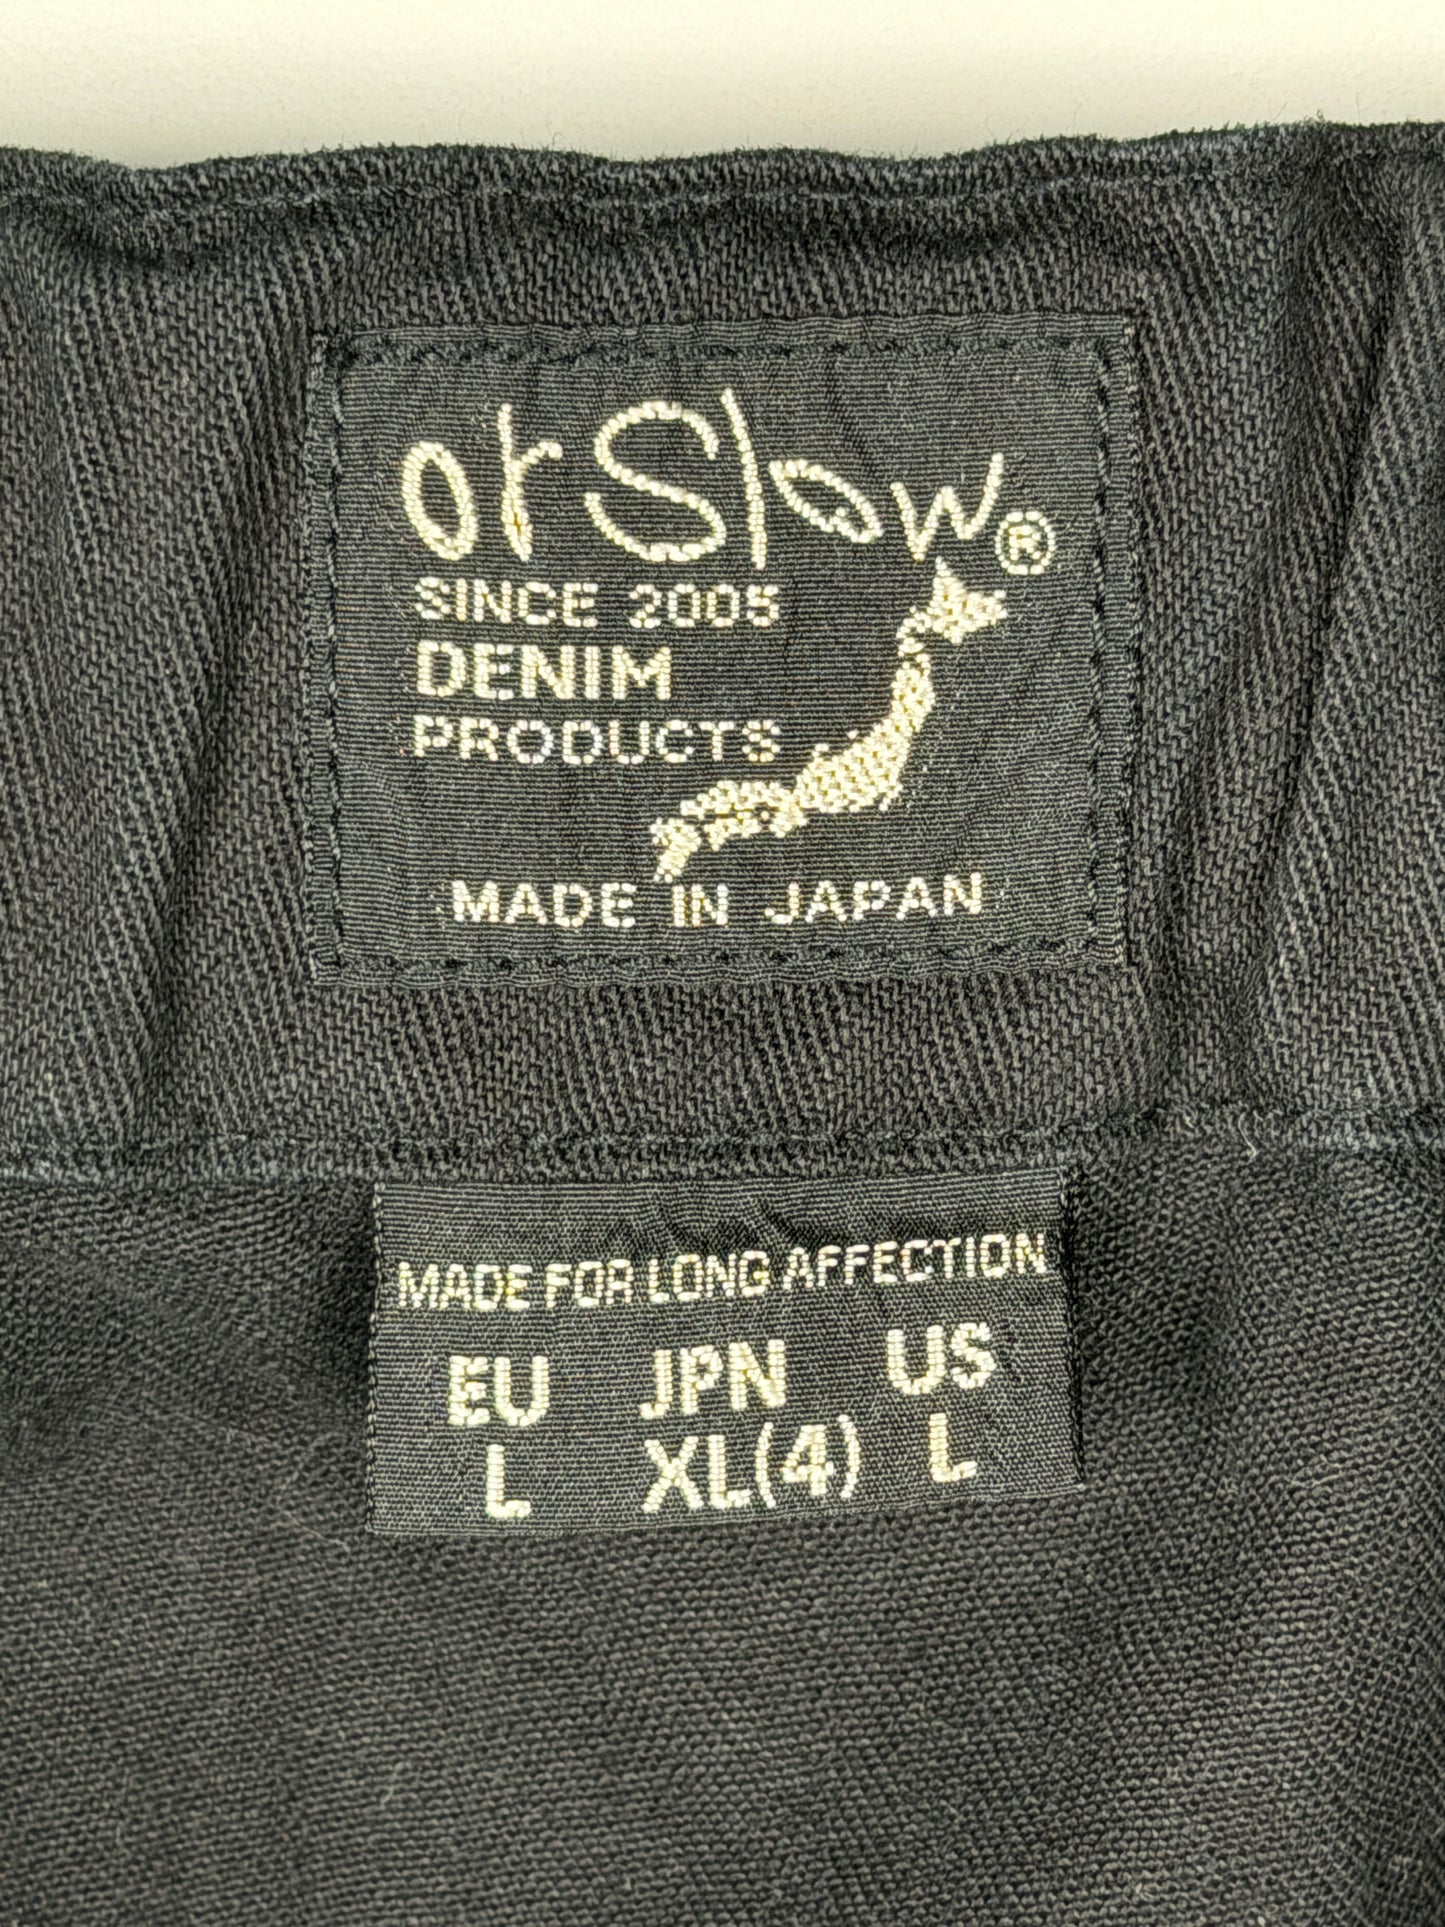 orSlow®
SINCE 2005
DENIM
PRODUCTS
MADE IN JAPAN
MADE FOR LONG AFFECTION
EU JPN US
L XL(4) L